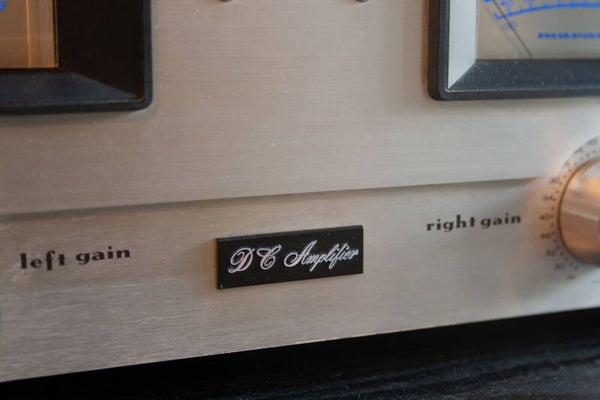 left gain
DC Amplifier
right gain